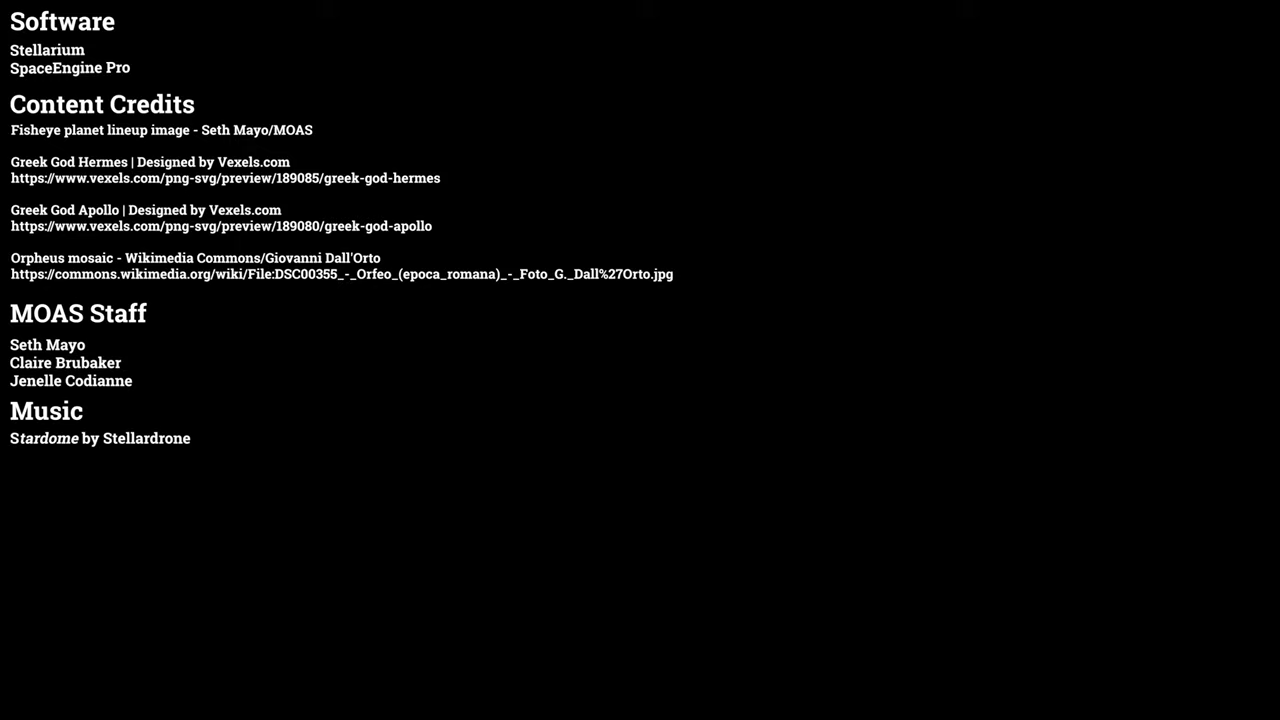 Software
Stellarium
SpaceEngine Pro
Content Credits
Fisheye planet lineup image - Seth Mayo/MOAS
Greek God Hermes | Designed by Vexels.com
https://www.vexels.com/png-svg/preview/189085/greek-god-hermes
Greek God Apollo | Designed by Vexels.com
https://www.vexels.com/png-svg/preview/189080/greek-god-apollo
Orpheus mosaic - Wikimedia Commons/Giovanni Dall'Orto
https://commons.wikimedia.org/wiki/File:DSC00355_-_Orfeo_(epoca_romana)_-_Foto_G._Dall%27Orto.jpg
MOAS Staff
Seth Mayo
Claire Brubaker
Jenelle Codianne
Music
Stardome by Stellardrone